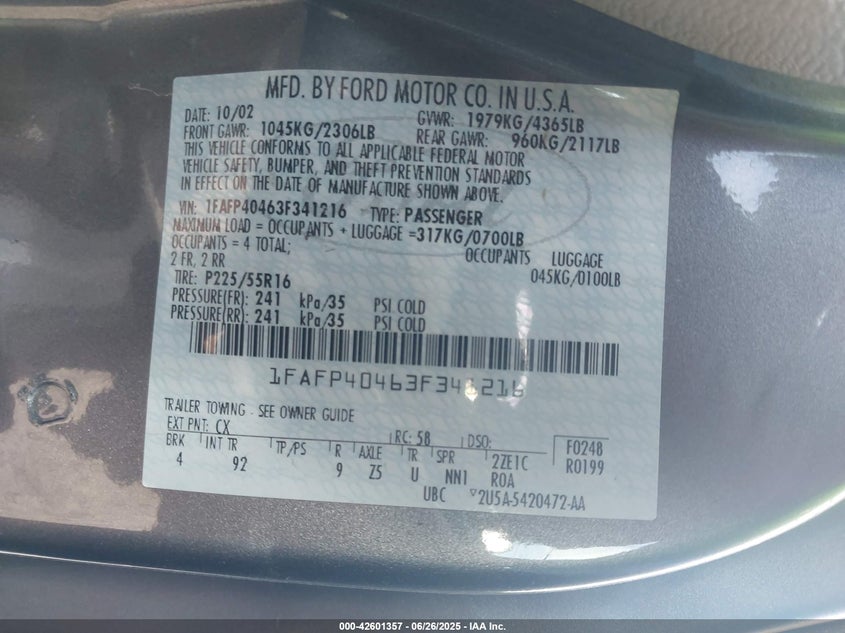 MFD. BY FORD MOTOR CO. IN U.S.A.
DATE: 10/02 GVWR: 1979KG/4365LB
FRONT GAWR: 1045KG/2306LB REAR GAWR: 960KG/2117LB
THIS VEHICLE CONFORMS TO ALL APPLICABLE FEDERAL MOTOR
VEHICLE SAFETY, BUMPER, AND THEFT PREVENTION STANDARDS
IN EFFECT ON THE DATE OF MANUFACTURE SHOWN ABOVE.
VIN: 1FAFP40463F341216 TYPE: PASSENGER
MAXIMUM LOAD = OCCUPANTS + LUGGAGE =317KG/0700LB
OCCUPANTS = 4 TOTAL; OCCUPANTS LUGGAGE
2 FR, 2 RR 045KG/0100LB
TIRE: P225/55R16
PRESSURE(FR): 241 kPa/35 PSI COLD
PRESSURE(RR): 241 kPa/35 PSI COLD
1FAFP40463F341216
TRAILER TOWING - SEE OWNER GUIDE
EXT PNT: CX RC: 58 DSO: F0248
BRK INT TR TP/PS R AXLE TR SPR 2ZE1C R0199
4 92 9 Z5 U NN1 ROA
UBC 2U5A-5420472-AA
000-42601357 | 06/26/2025 - IAA Inc.